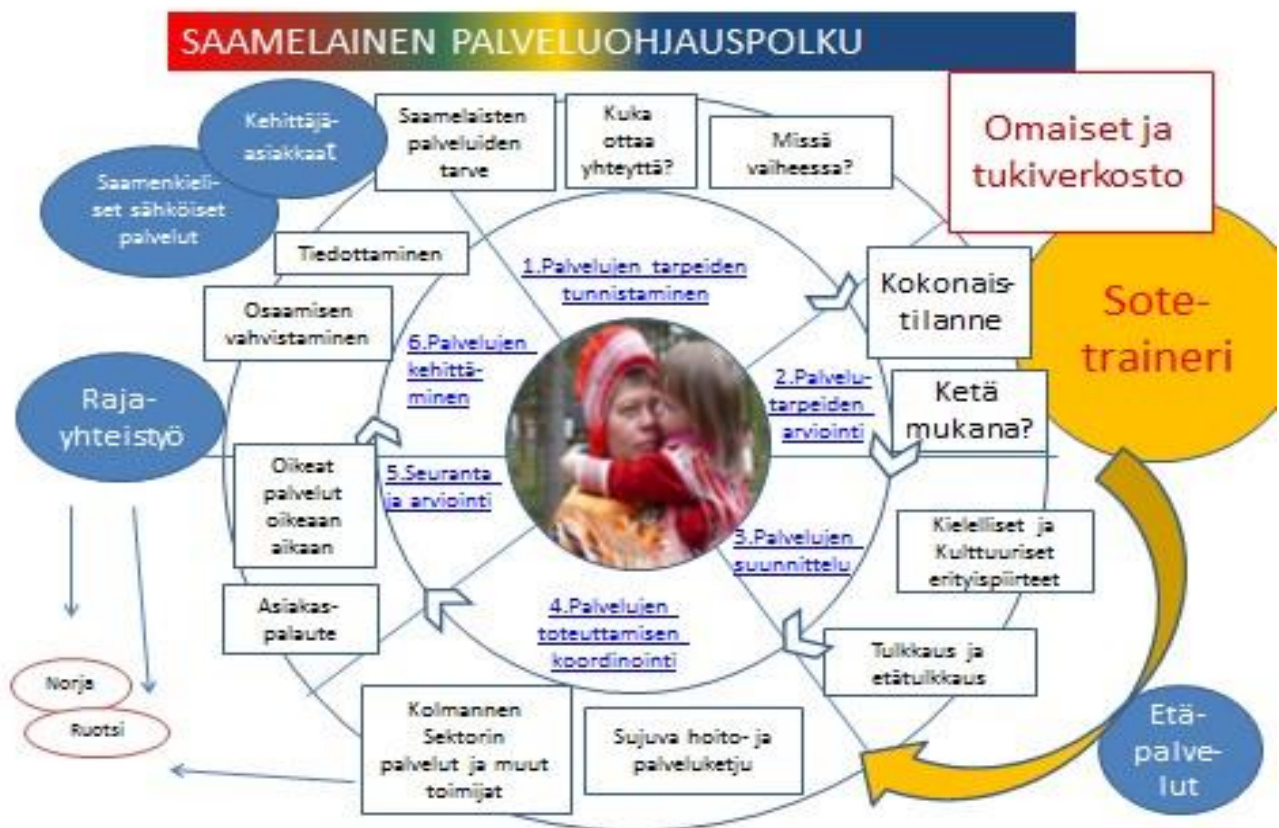 SAAMELAINEN PALVELUOHJAUSPOLKU
Kehittäjä-
asiakkaat
Saamenkieli-
set sähköiset
palvelut
Saamelaisten
palveluiden
tarve
Kuka
ottaa
yhteyttä?
Missä
vaiheessa?
Omaiset ja
tukiverkosto
Sote-
traineri
Tiedottaminen
Osaamisen
vahvistaminen
Raja-
yhteistyö
Oikeat
palvelut
oikeaan
aikaan
Asiakas-
palaute
Norja
Ruotsi
1.Palvelujen tarpeiden
tunnistaminen
Kokonais-
tilanne
2.Palvelu-
tarpeiden
arviointi
Ketä
mukana?
3.Palvelujen
suunnittelu
Kielelliset ja
Kulttuuriset
erityispiirteet
Tulkkaus ja
etätulkkaus
4.Palvelujen
toteuttamisen
koordinointi
5.Seuranta
ja arviointi
6.Palvelujen
kehittä-
minen
Kolmannen
Sektorin
palvelut ja muut
toimijat
Sujuva hoito- ja
palveluketju
Etä-
palve-
lut